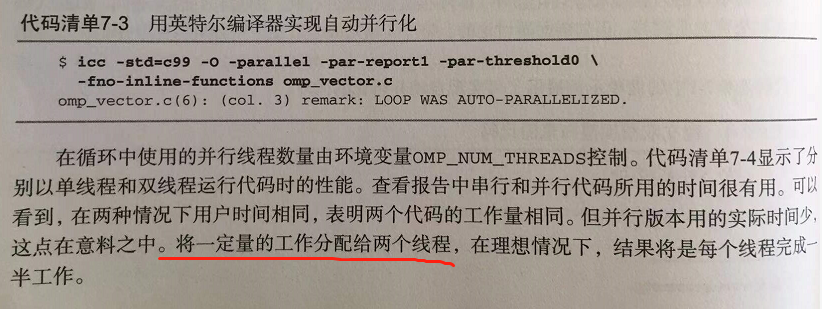 代码清单7-3 用英特尔编译器实现自动并行化
$ icc -std=c99 -O -parallel -par-report1 -par-threshold0 \
-fno-inline-functions omp_vector.c
omp_vector.c(6): (col. 3) remark: LOOP WAS AUTO-PARALLELIZED.
在循环中使用的并行线程数量由环境变量OMP_NUM_THREADS控制。代码清单7-4显示了分
别以单线程和双线程运行代码时的性能。查看报告中串行和并行代码所用的时间很有用。可以
看到，在两种情况下用户时间相同，表明两个代码的工作量相同。但并行版本用的实际时间少，
这点在意料之中。将一定量的工作分配给两个线程，在理想情况下，结果将是每个线程完成一
半工作。